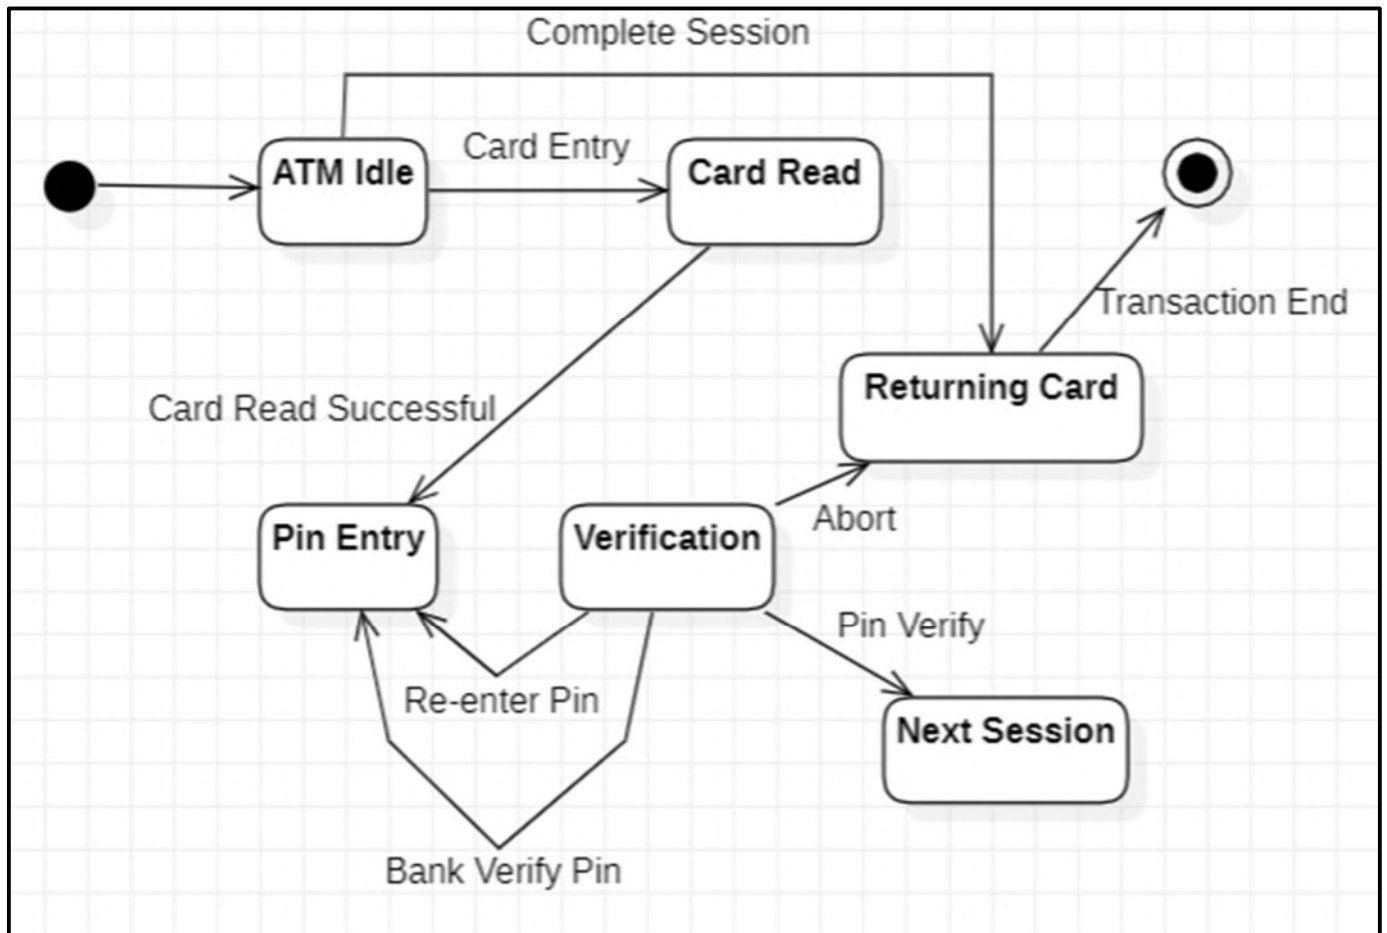 Complete Session
ATM Idle
Card Entry
Card Read
Transaction End
Returning Card
Card Read Successful
Pin Entry
Verification
Abort
Pin Verify
Re-enter Pin
Next Session
Bank Verify Pin